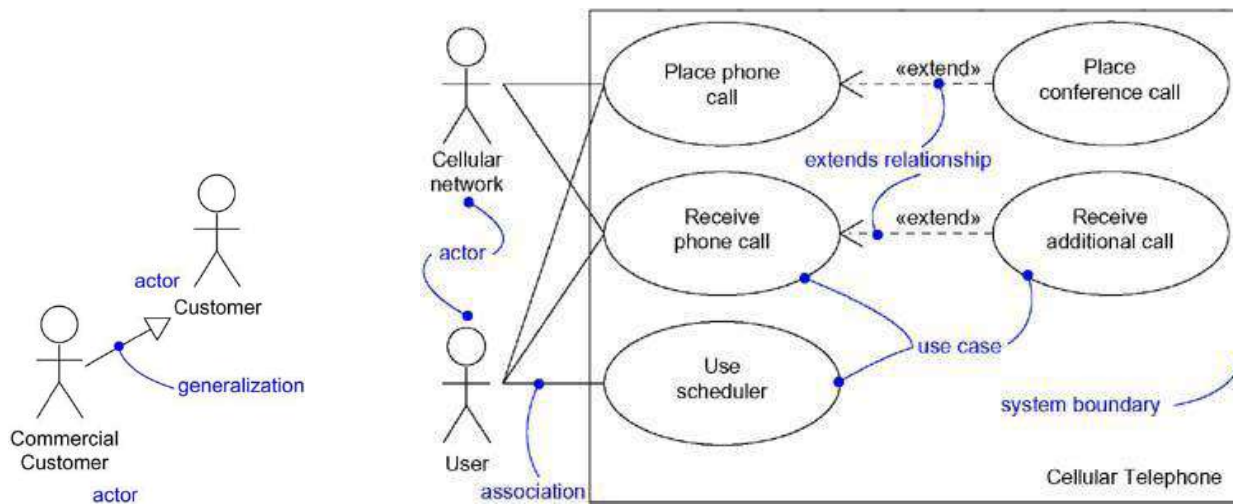 Customer
actor
Commercial
Customer
actor
generalization
Cellular
network
actor
User
association
Place phone
call
«extend»
Place
conference call
extends relationship
Receive
phone call
«extend»
Receive
additional call
use case
Use
scheduler
system boundary
Cellular Telephone